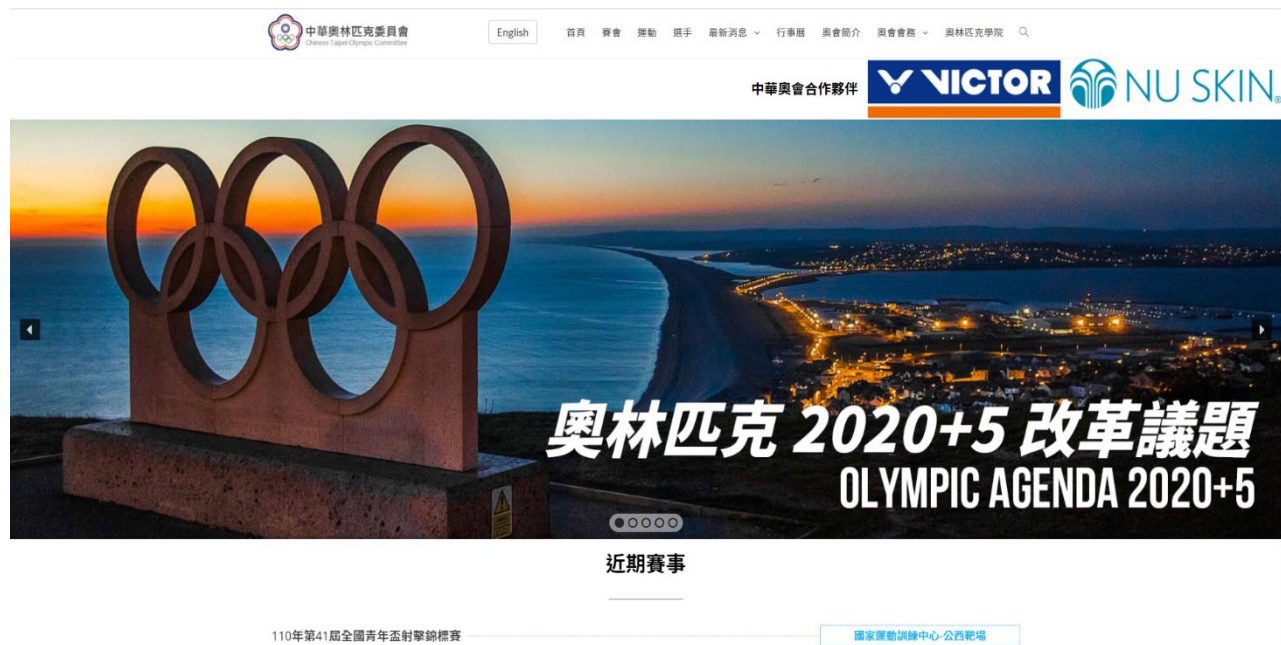 中華奧林匹克委員會
Chinese Taipei Olympic Committee
English
首頁 賽會 運動 選手 最新消息 行事曆 奧會簡介 奧會會務 奧林匹克學院
中華奧會合作夥伴 VICTOR NU SKIN®
奧林匹克 2020+5 改革議題
OLYMPIC AGENDA 2020+5
近期賽事
110年第41屆全國青年盃射擊錦標賽 國家運動訓練中心-公西靶場